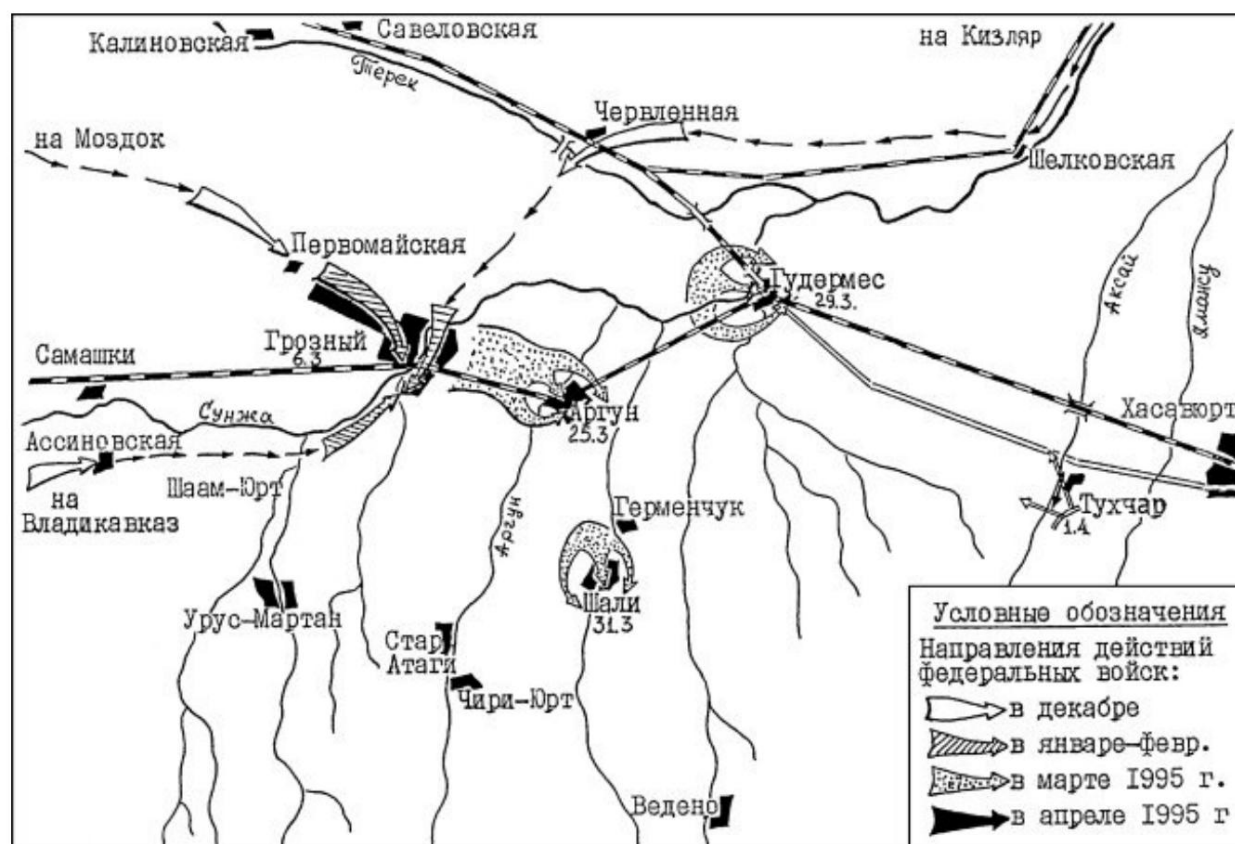 Калиновская
Савеловская
на Кизляр
Терек
Червленная
на Моздок
Шелковская
Первомайская
Гудермес
29.3.
Аксай
Ямансу
Грозный
6.3
Самашки
Сунжа
Аргун
25.3
Хасавюрт
Ассиновская
Шаам-Юрт
на
Владикавказ
Аргун
Герменчук
Тухчар
1.4
Шали
31.3
Урус-Мартан
Стар
Атаги
Чири-Юрт
Ведено
Условные обозначения
Направления действий
федеральных войск:
в декабре
в январе-февр.
в марте 1995 г.
в апреле 1995 г